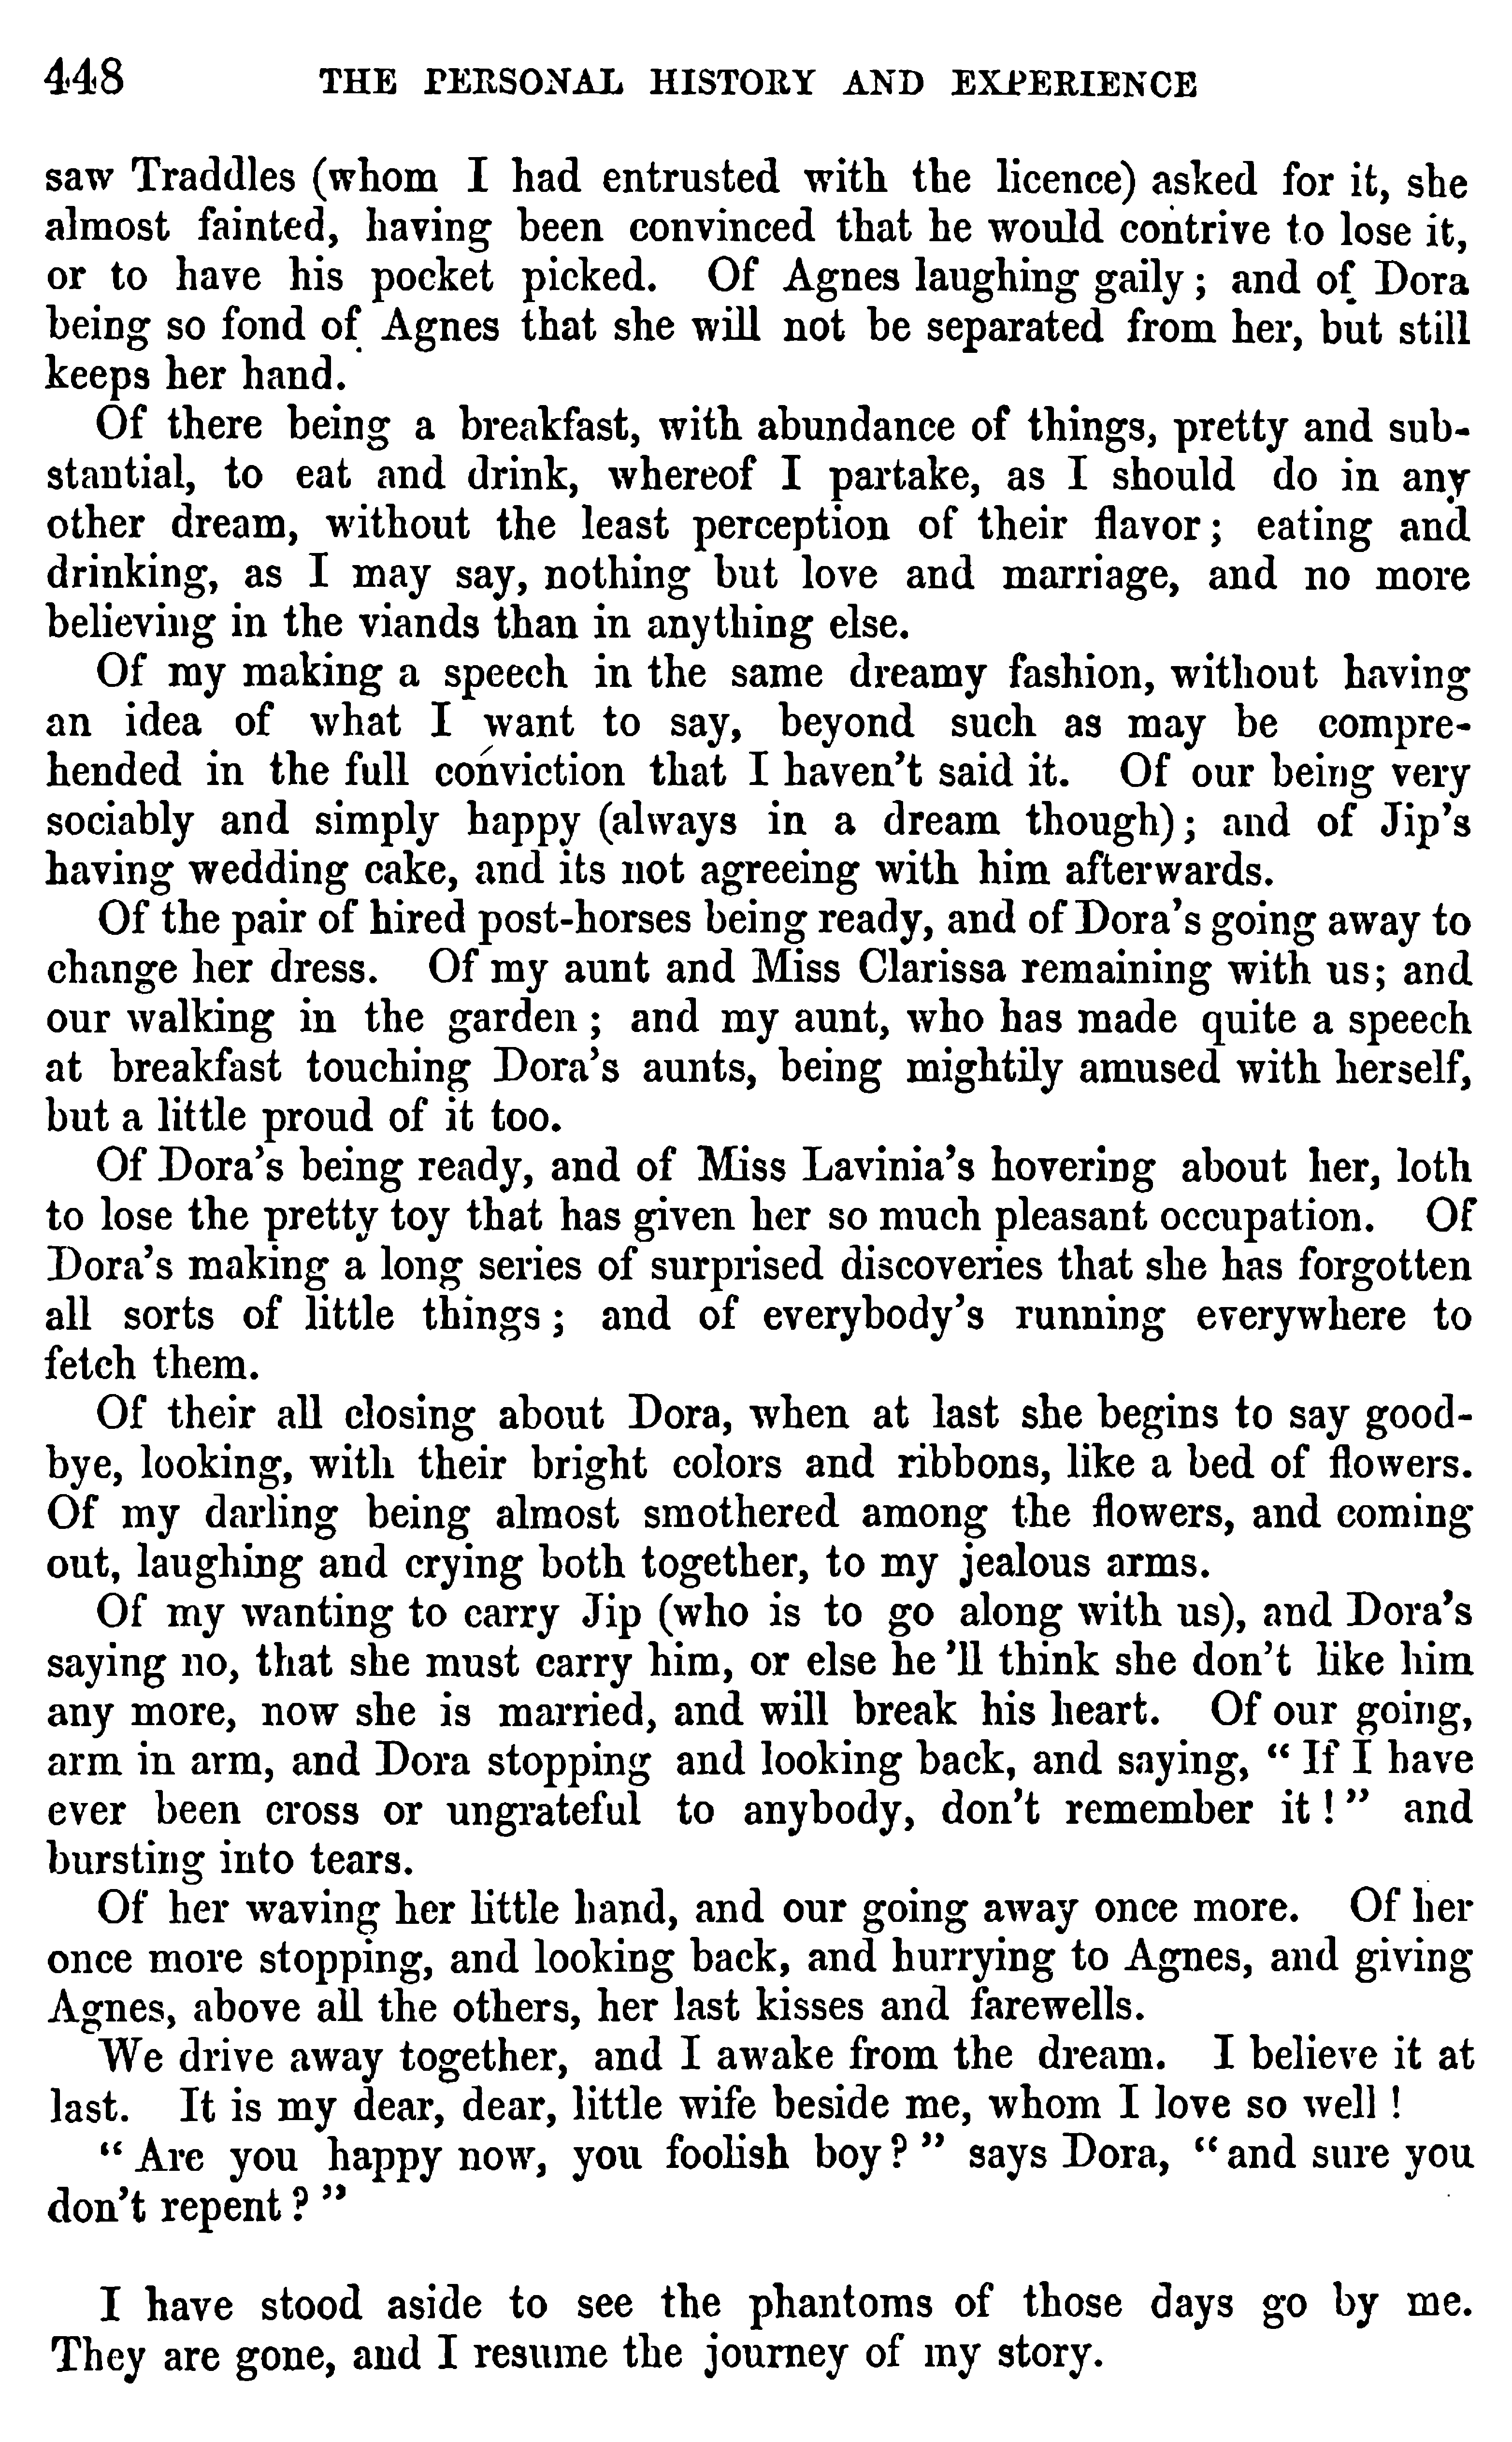 448 THE PERSONAL HISTORY AND EXPERIENCE
saw Traddles (whom I had entrusted with the licence) asked for it, she
almost fainted, having been convinced that he would contrive to lose it,
or to have his pocket picked. Of Agnes laughing gaily; and of Dora
being so fond of Agnes that she will not be separated from her, but still
keeps her hand.
Of there being a breakfast, with abundance of things, pretty and sub-
stantial, to eat and drink, whereof I partake, as I should do in any
other dream, without the least perception of their flavor; eating and
drinking, as I may say, nothing but love and marriage, and no more
believing in the viands than in anything else.
Of my making a speech in the same dreamy fashion, without having
an idea of what I want to say, beyond such as may be compre-
hended in the full conviction that I haven't said it. Of our being very
sociably and simply happy (always in a dream though); and of Jip's
having wedding cake, and its not agreeing with him afterwards.
Of the pair of hired post-horses being ready, and of Dora's going away to
change her dress. Of my aunt and Miss Clarissa remaining with us; and
our walking in the garden; and my aunt, who has made quite a speech
at breakfast touching Dora's aunts, being mightily amused with herself,
but a little proud of it too.
Of Dora's being ready, and of Miss Lavinia's hovering about her, loth
to lose the pretty toy that has given her so much pleasant occupation. Of
Dora's making a long series of surprised discoveries that she has forgotten
all sorts of little things; and of everybody's running everywhere to
fetch them.
Of their all closing about Dora, when at last she begins to say good-
bye, looking, with their bright colors and ribbons, like a bed of flowers.
Of my darling being almost smothered among the flowers, and coming
out, laughing and crying both together, to my jealous arms.
Of my wanting to carry Jip (who is to go along with us), and Dora's
saying no, that she must carry him, or else he'll think she don't like him
any more, now she is married, and will break his heart. Of our going,
arm in arm, and Dora stopping and looking back, and saying, "If I have
ever been cross or ungrateful to anybody, don't remember it!" and
bursting into tears.
Of her waving her little hand, and our going away once more. Of her
once more stopping, and looking back, and hurrying to Agnes, and giving
Agnes, above all the others, her last kisses and farewells.
We drive away together, and I awake from the dream. I believe it at
last. It is my dear, dear, little wife beside me, whom I love so well!
"Are you happy now, you foolish boy?" says Dora, "and sure you
don't repent?"
I have stood aside to see the phantoms of those days go by me.
They are gone, and I resume the journey of my story.